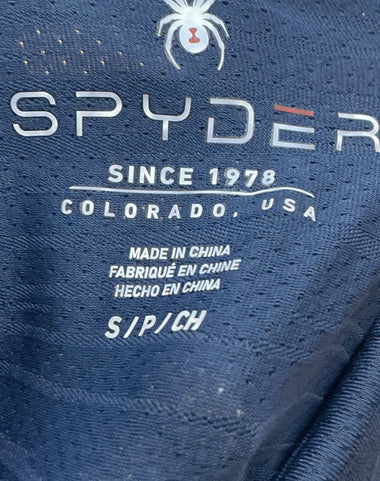 SPYDER
SINCE 1978
COLORADO, USA
MADE IN CHINA
FABRIQUÉ EN CHINE
HECHO EN CHINA
S/P/CH